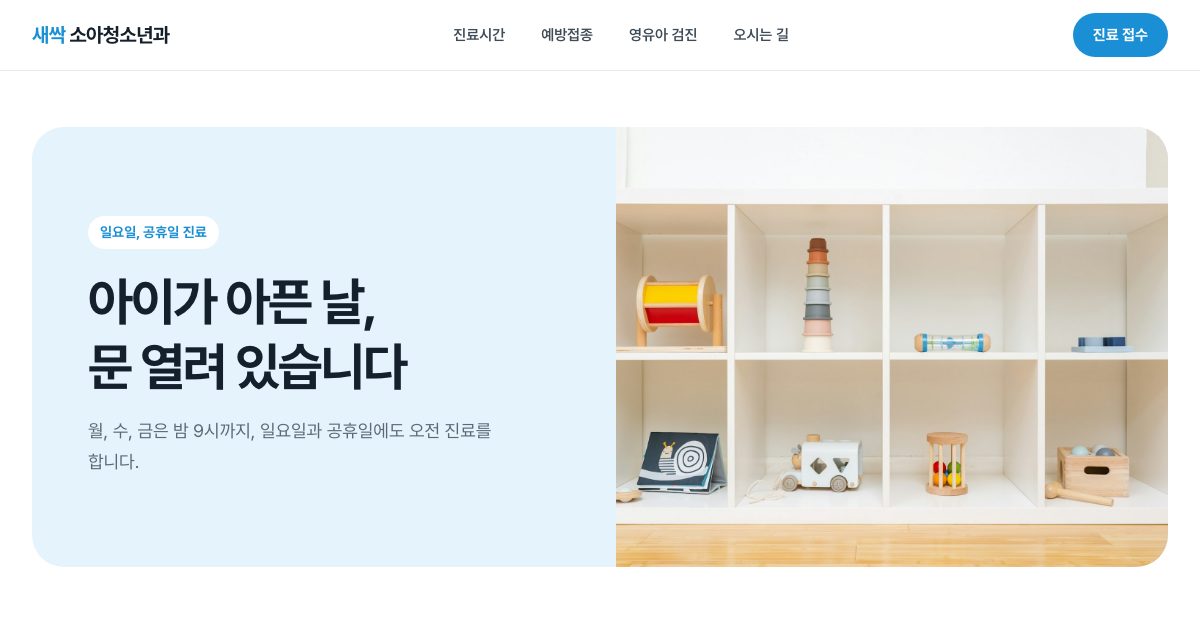 새싹 소아청소년과
진료시간
예방접종
영유아 검진
오시는 길
진료 접수
일요일, 공휴일 진료
아이가 아픈 날,
문 열려 있습니다
월, 수, 금은 밤 9시까지, 일요일과 공휴일에도 오전 진료를
합니다.